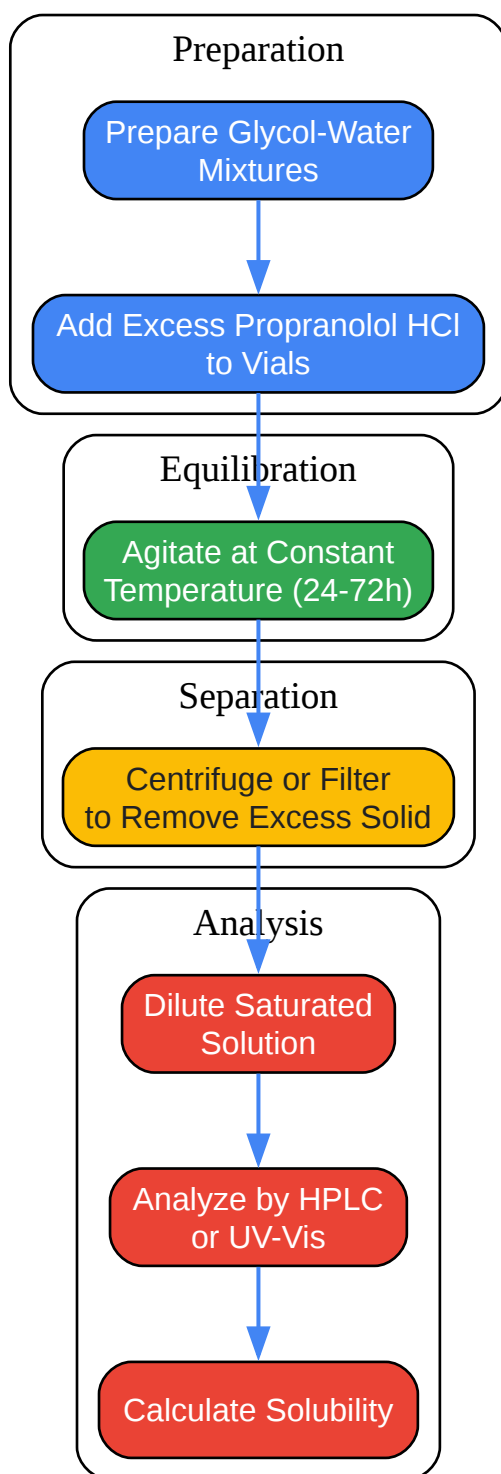 Preparation
Prepare Glycol-Water
Mixtures
Add Excess Propranolol HCl
to Vials
Equilibration
Agitate at Constant
Temperature (24-72h)
Separation
Centrifuge or Filter
to Remove Excess Solid
Analysis
Dilute Saturated
Solution
Analyze by HPLC
or UV-Vis
Calculate Solubility